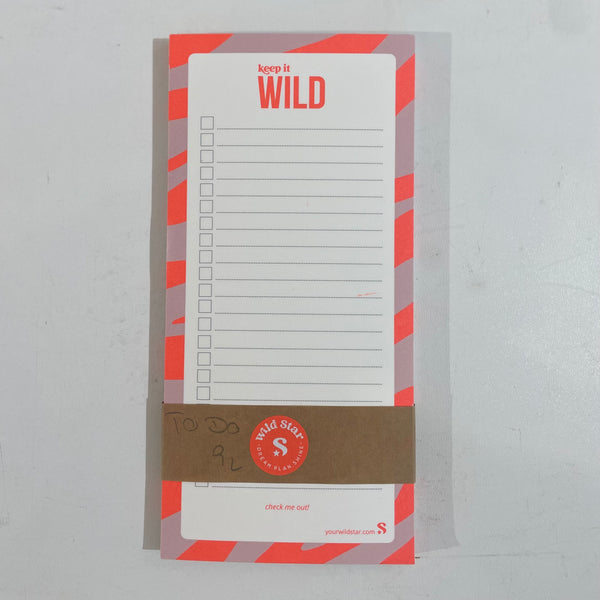 keep it
WILD
TO DO
92
Wild Star
DREAM PLAN SHINE
S
check me out!
yourwildstar.com